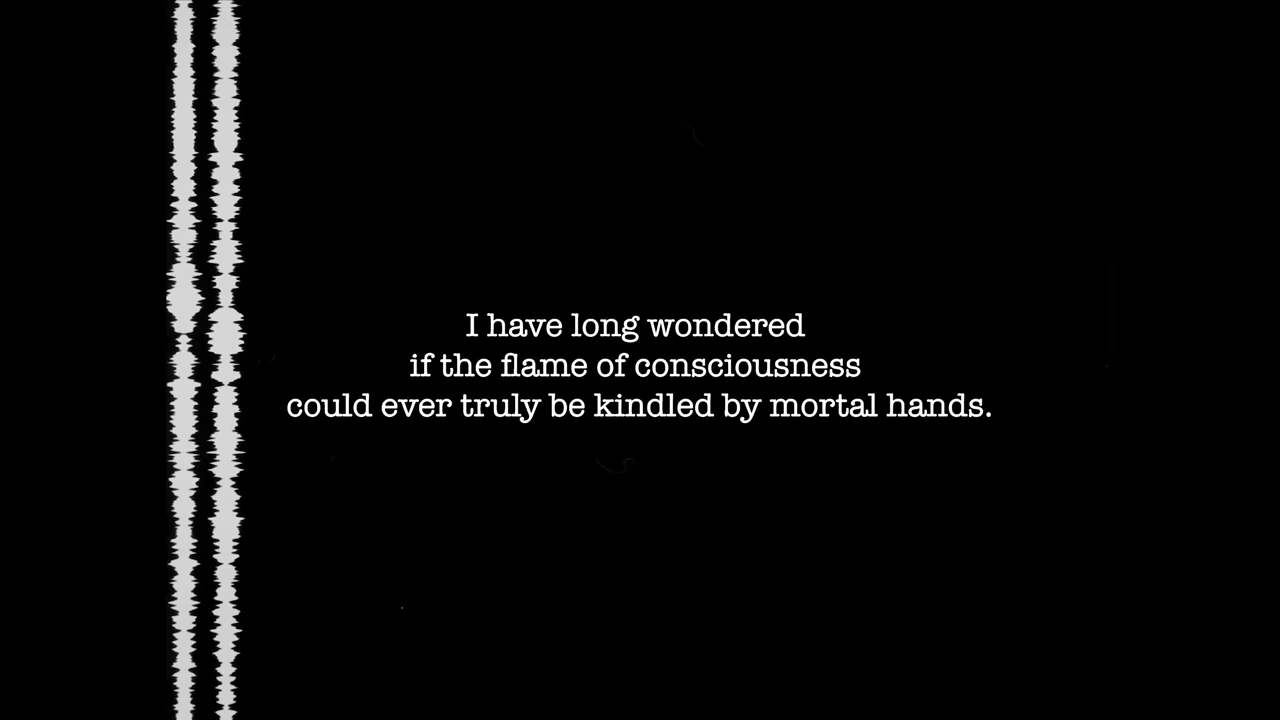 I have long wondered
if the flame of consciousness
could ever truly be kindled by mortal hands.